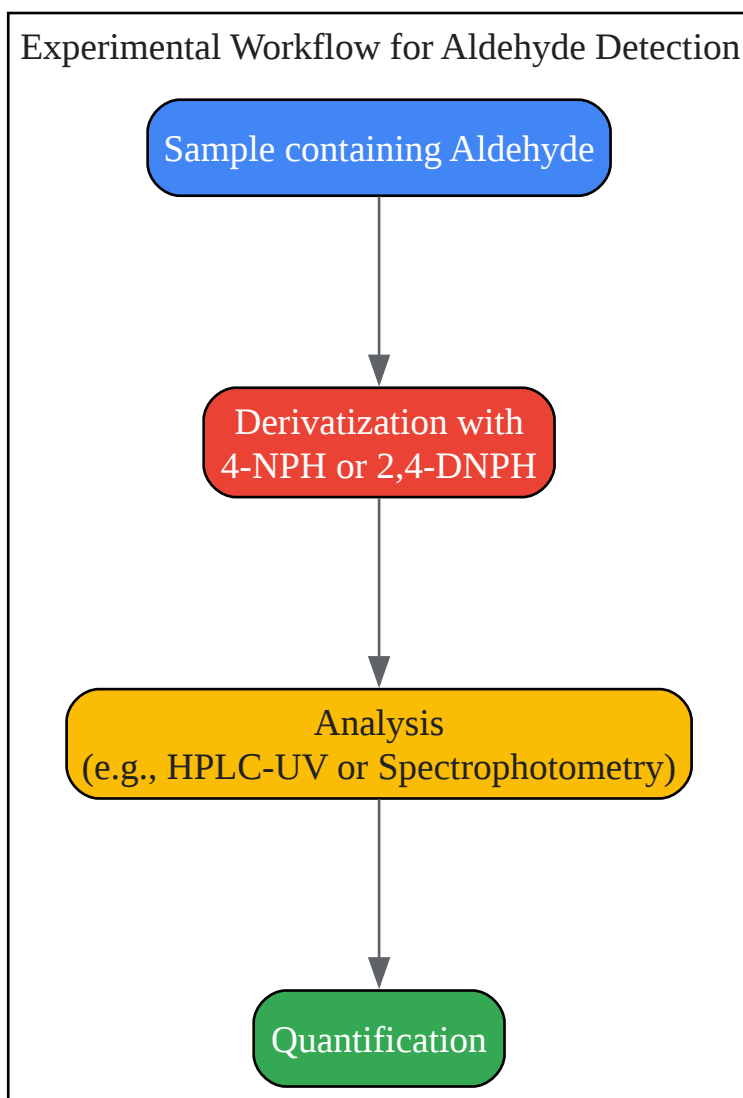 Experimental Workflow for Aldehyde Detection
Sample containing Aldehyde
Derivatization with
4-NPH or 2,4-DNPH
Analysis
(e.g., HPLC-UV or Spectrophotometry)
Quantification